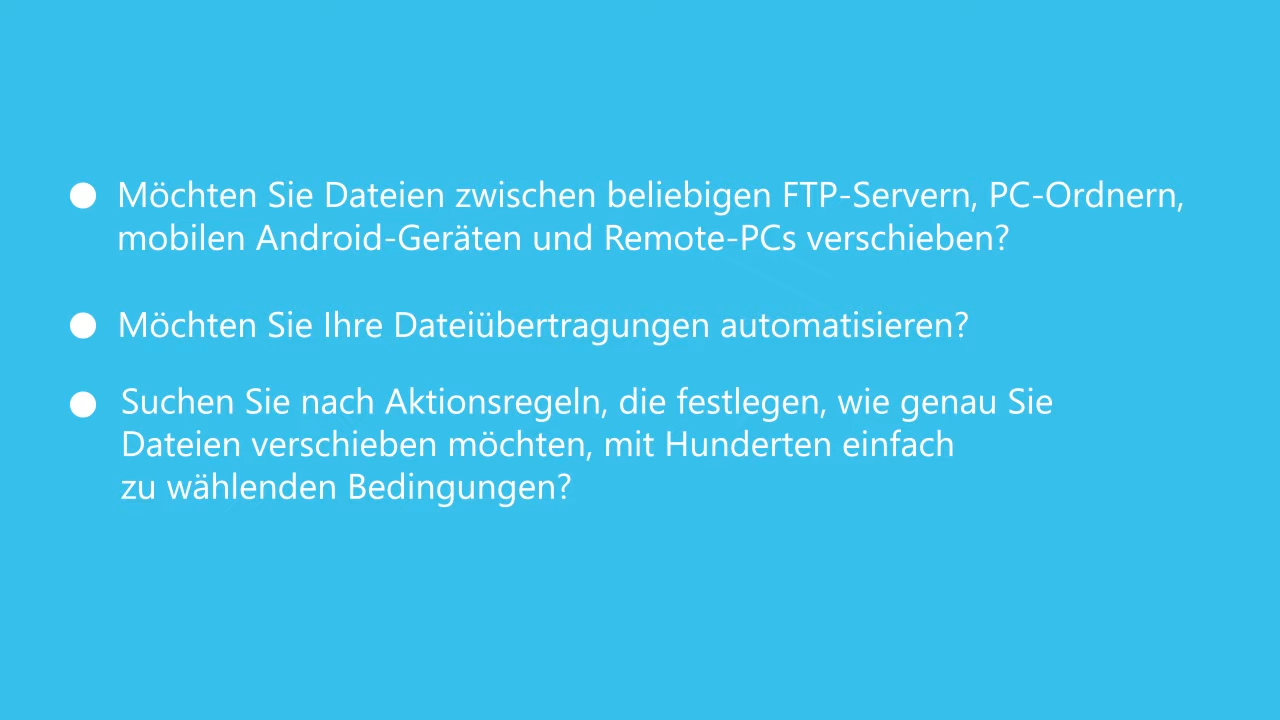 ● Möchten Sie Dateien zwischen beliebigen FTP-Servern, PC-Ordnern,
mobilen Android-Geräten und Remote-PCs verschieben?
● Möchten Sie Ihre Dateiübertragungen automatisieren?
● Suchen Sie nach Aktionsregeln, die festlegen, wie genau Sie
Dateien verschieben möchten, mit Hunderten einfach
zu wählenden Bedingungen?